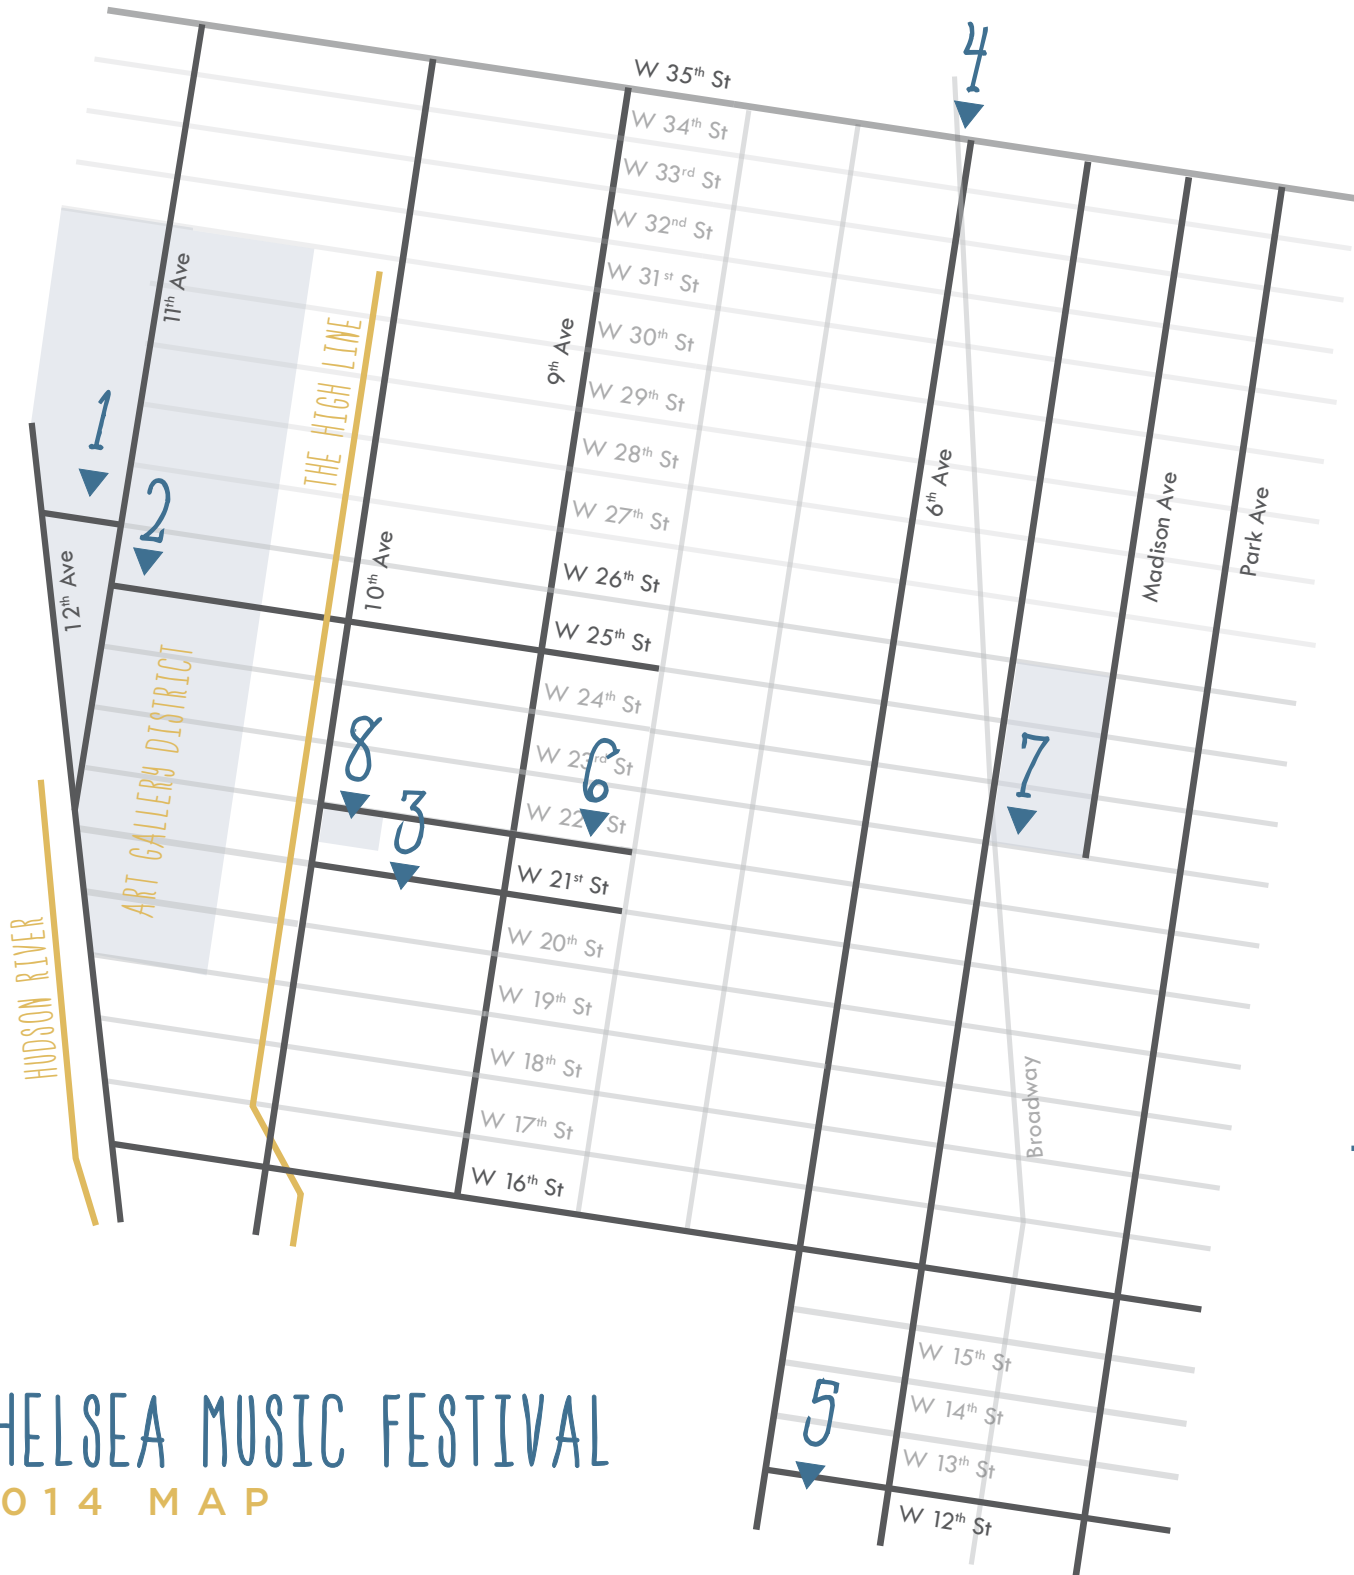 4
W 35th St
W 34th St
W 33rd St
W 32nd St
W 31st St
W 30th St
W 29th St
W 28th St
W 27th St
W 26th St
W 25th St
W 24th St
W 23rd St
W 22 St
W 21st St
W 20th St
W 19th St
W 18th St
W 17th St
W 16th St
11th Ave
THE HIGH LINE
9th Ave
1
2
6th Ave
Madison Ave
Park Ave
12th Ave
10th Ave
ART GALLERY DISTRICT
8
3
6
7
HUDSON RIVER
Broadway
W 15th St
W 14th St
W 13th St
W 12th St
5
HELSEA MUSIC FESTIVAL
014 MAP